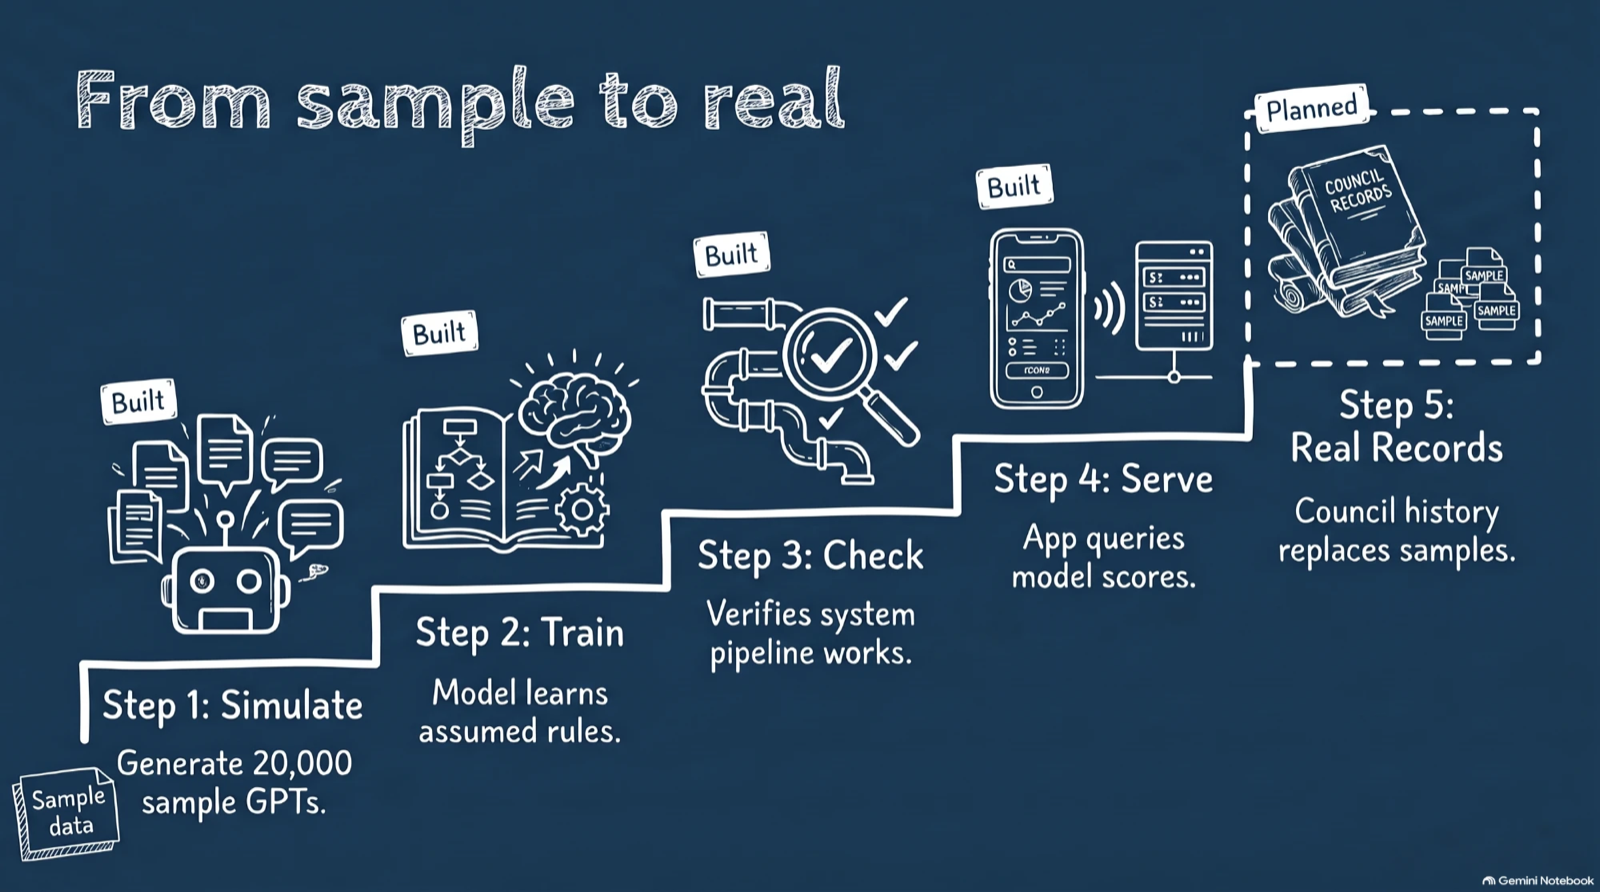 From sample to real
Built
Step 1: Simulate
Generate 20,000
sample GPTs.
Sample
data
Built
Step 2: Train
Model learns
assumed rules.
Built
Step 3: Check
Verifies system
pipeline works.
Built
Step 4: Serve
App queries
model scores.
Planned
COUNCIL
RECORDS
SAMPLE
SAMPLE
SAMPLE
Step 5:
Real Records
Council history
replaces samples.
Gemini Notebook